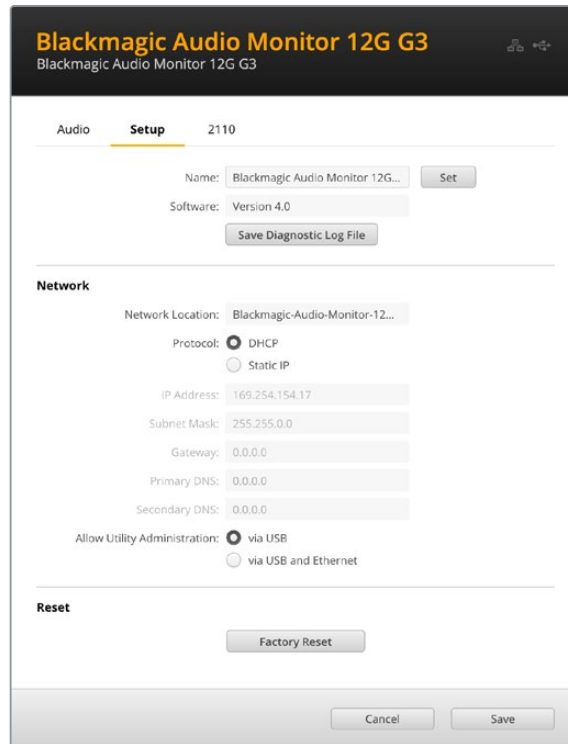 Blackmagic Audio Monitor 12G G3
Blackmagic Audio Monitor 12G G3
Audio Setup 2110
Name: Blackmagic Audio Monitor 12G... Set
Software: Version 4.0
Save Diagnostic Log File
Network
Network Location: Blackmagic-Audio-Monitor-12...
Protocol: DHCP
Static IP
IP Address: 169.254.154.17
Subnet Mask: 255.255.0.0
Gateway: 0.0.0.0
Primary DNS: 0.0.0.0
Secondary DNS: 0.0.0.0
Allow Utility Administration: via USB
via USB and Ethernet
Reset
Factory Reset
Cancel Save